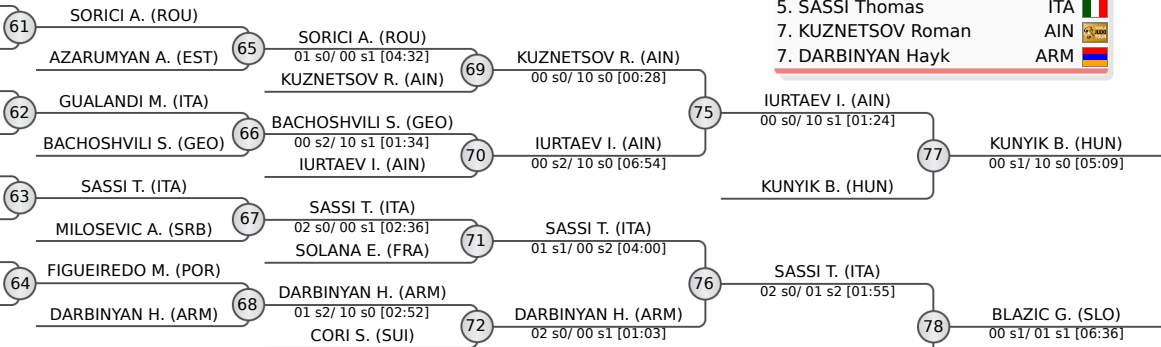 5. SASSI Thomas ITA
7. KUZNETSOV Roman AIN
7. DARBINYAN Hayk ARM
61
SORICI A. (ROU)
AZARUMYAN A. (EST)
65
SORICI A. (ROU)
01 s0/ 00 s1 [04:32]
KUZNETSOV R. (AIN)
69
KUZNETSOV R. (AIN)
00 s0/ 10 s0 [00:28]
62
GUALANDI M. (ITA)
BACHOSHVILI S. (GEO)
66
BACHOSHVILI S. (GEO)
00 s2/ 10 s1 [01:34]
IURTAEV I. (AIN)
70
IURTAEV I. (AIN)
00 s2/ 10 s0 [06:54]
75
IURTAEV I. (AIN)
00 s0/ 10 s1 [01:24]
KUNYIK B. (HUN)
77
KUNYIK B. (HUN)
00 s1/ 10 s0 [05:09]
63
SASSI T. (ITA)
MILOSEVIC A. (SRB)
67
SASSI T. (ITA)
02 s0/ 00 s1 [02:36]
SOLANA E. (FRA)
71
SASSI T. (ITA)
01 s1/ 00 s2 [04:00]
64
FIGUEIREDO M. (POR)
DARBINYAN H. (ARM)
68
DARBINYAN H. (ARM)
01 s2/ 10 s0 [02:52]
CORI S. (SUI)
72
DARBINYAN H. (ARM)
02 s0/ 00 s1 [01:03]
76
SASSI T. (ITA)
02 s0/ 01 s2 [01:55]
78
BLAZIC G. (SLO)
00 s1/ 01 s1 [06:36]